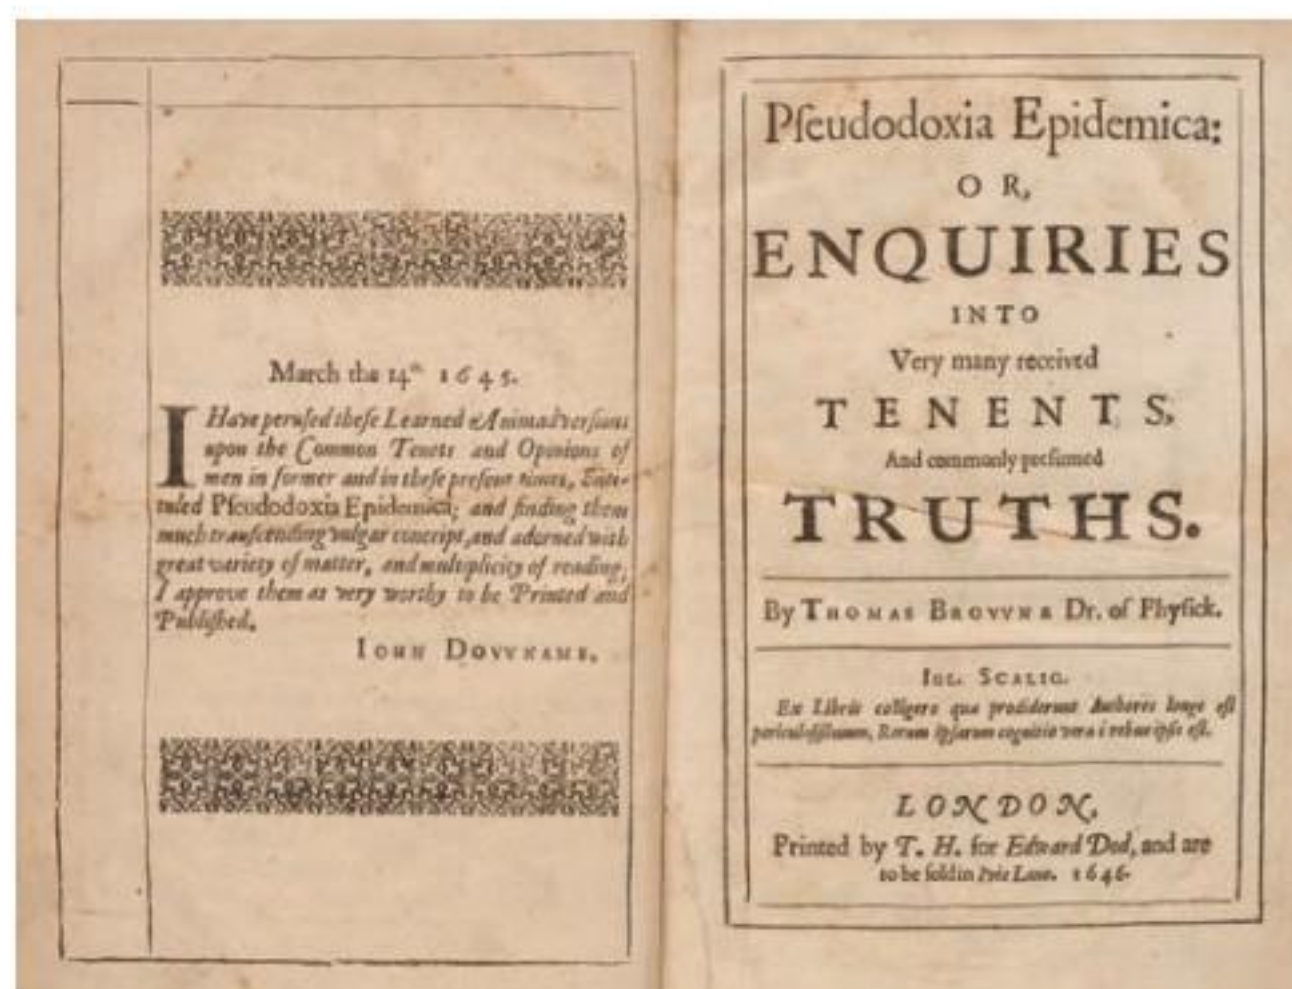 March the 14th 1645.
I Have peruſed theſe Learned Animadverſions
upon the Common Tenets and Opinions of
men in former and in theſe preſent times, Enti-
tuled Pſeudodoxia Epidemica; and finding them
much tranſcending vulgar conceipt, and adorned with
great variety of matter, and multiplicity of reading,
I approve them as very worthy to be Printed and
Publiſhed.
IOHN DOVVNAME.
Pſeudodoxia Epidemica:
OR,
ENQUIRIES
INTO
Very many received
TENENTS,
And commonly preſumed
TRUTHS.
By THOMAS BROVVNE Dr. of Phyſick.
IUL. SCALIG.
Ex Libris colligere quæ prodiderunt Authores longe eſt
periculoſiſſimum, Rerum ipſarum cognitio vera è rebus ipſis eſt.
LONDON,
Printed by T. H. for Edward Dod, and are
to be ſold in Ivie Lane. 1646.